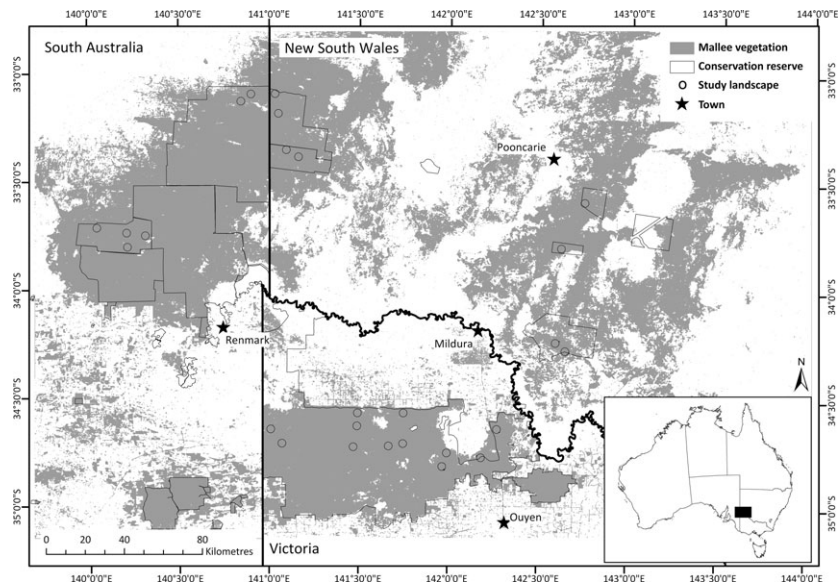 140°0'0"E 140°30'0"E 141°0'0"E 141°30'0"E 142°0'0"E 142°30'0"E 143°0'0"E 143°30'0"E 144°0'0"E
South Australia
New South Wales
Mallee vegetation
Conservation reserve
Study landscape
Town
33°0'0"S
33°0'0"S
Pooncarie
33°30'0"S
33°30'0"S
34°0'0"S
34°0'0"S
Renmark
Mildura
N
34°30'0"S
34°30'0"S
35°0'0"S
35°0'0"S
Ouyen
0 20 40 60 80
Kilometres
Victoria
140°0'0"E 140°30'0"E 141°0'0"E 141°30'0"E 142°0'0"E 142°30'0"E 143°0'0"E 143°30'0"E 144°0'0"E